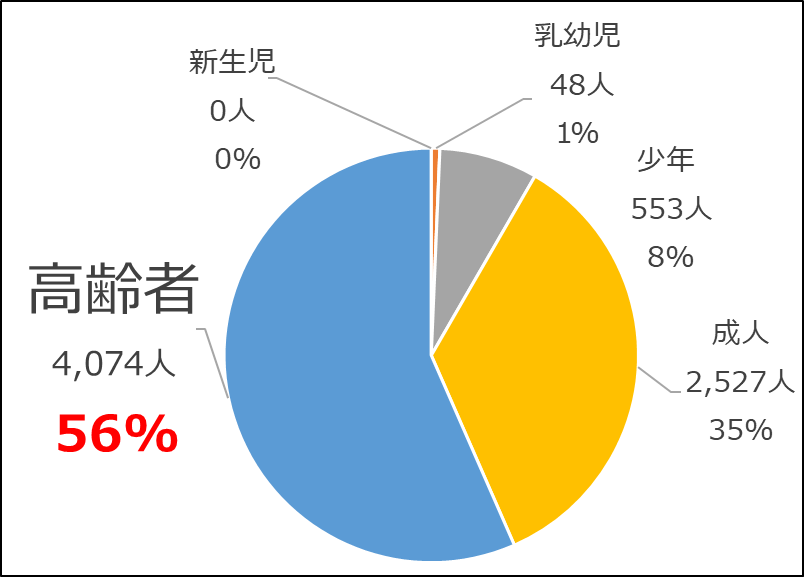 新生児
0人
0%
乳幼児
48人
1%
少年
553人
8%
成人
2,527人
35%
高齢者
4,074人
56%